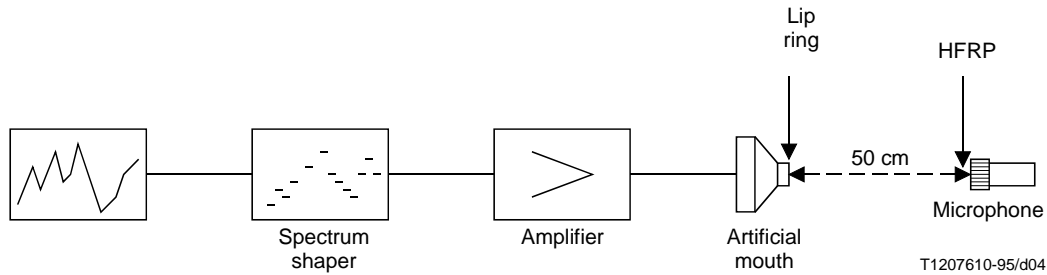 Lip
ring
HFRP
50 cm
Spectrum
shaper
Amplifier
Artificial
mouth
Microphone
T1207610-95/d04